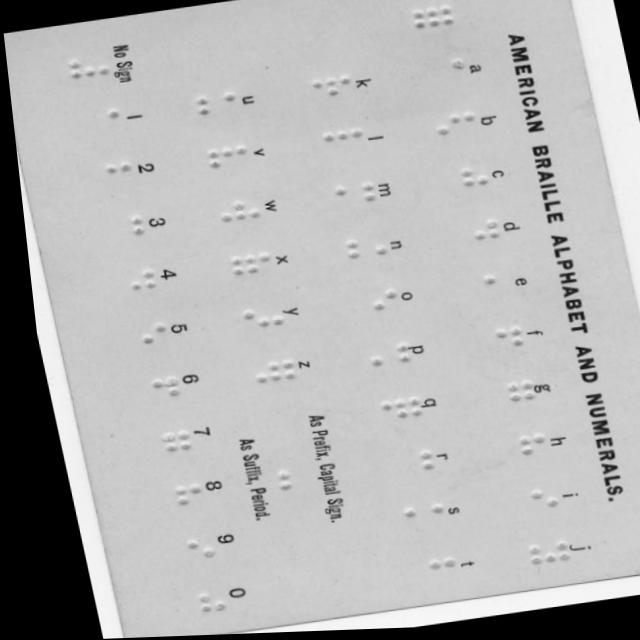 AMERICAN BRAILLE ALPHABET AND NUMERALS.
a b c d e f g h i j
k l m n o p q r s t
u v w x y z
As Prefix, Capital Sign.
As Suffix, Period.
No Sign 1 2 3 4 5 6 7 8 9 0